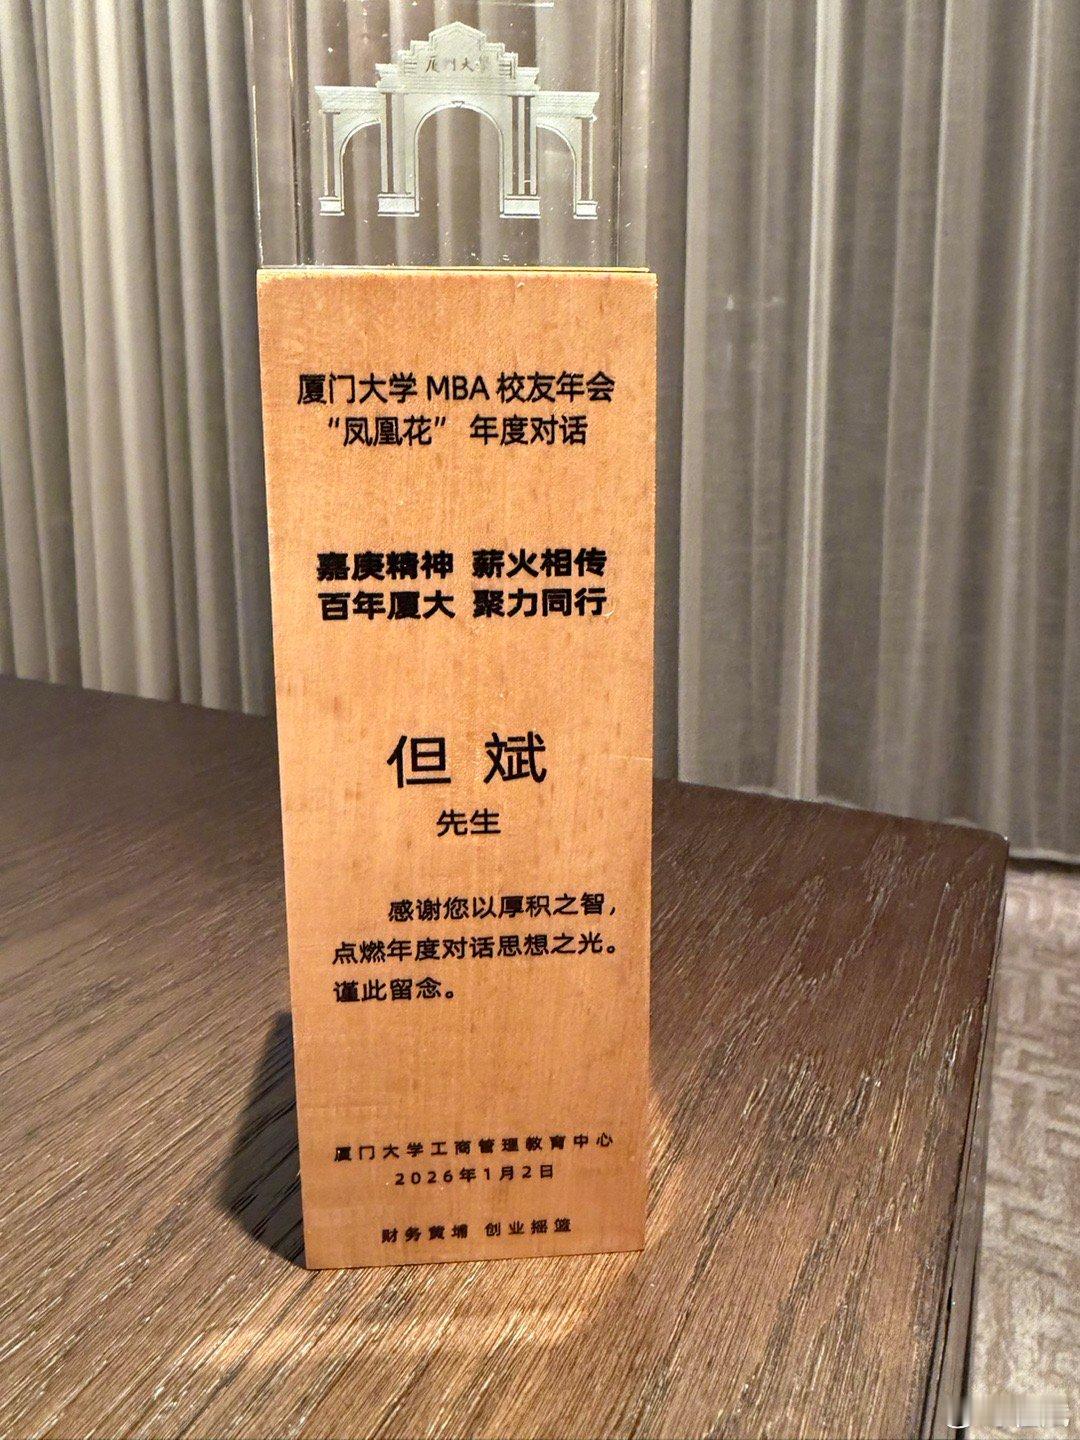 厦门大学
厦门大学 MBA 校友年会
“凤凰花” 年度对话
嘉庚精神 薪火相传
百年厦大 聚力同行
但 斌
先生
感谢您以厚积之智，
点燃年度对话思想之光。
谨此留念。
厦门大学工商管理教育中心
2026年1月2日
财务黄埔 创业摇篮